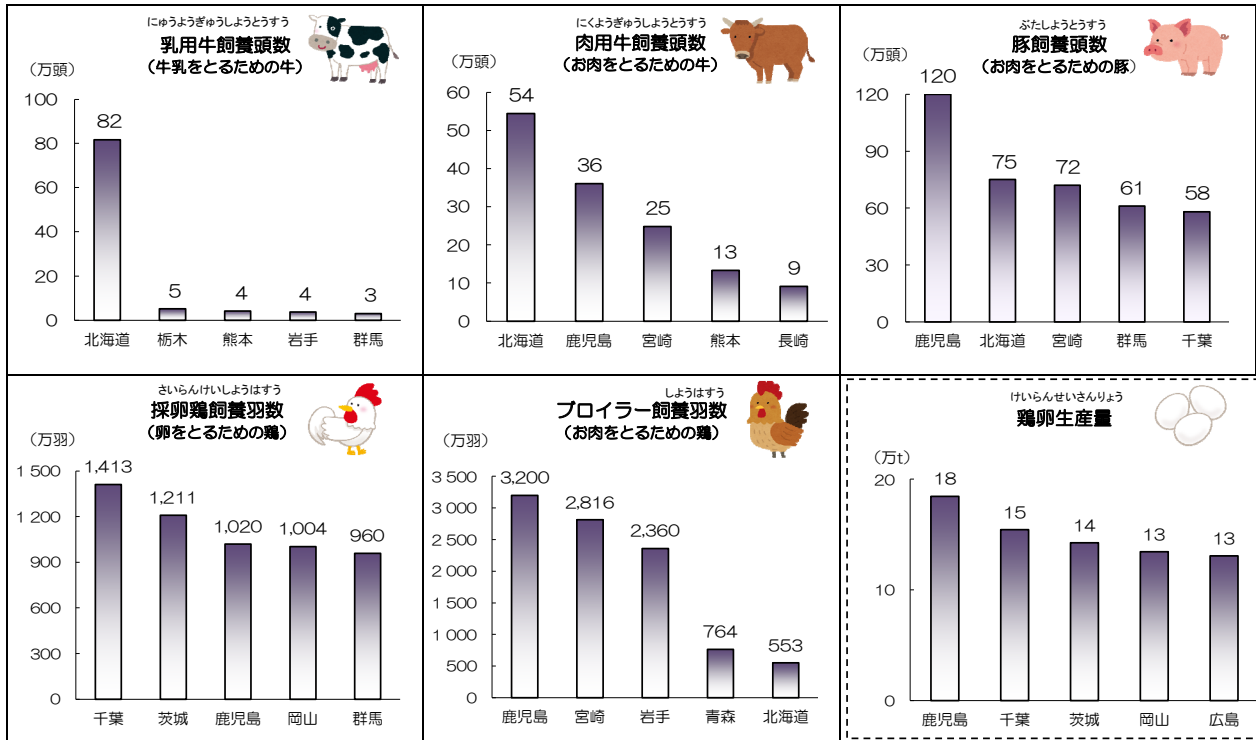 にゅうようぎゅうしようとうすう
乳用牛飼養頭数
(牛乳をとるための牛)
(万頭)
100
80
60
40
20
0
82
5
4
4
3
北海道 栃木 熊本 岩手 群馬
にくようぎゅうしようとうすう
肉用牛飼養頭数
(お肉をとるための牛)
(万頭)
60
50
40
30
20
10
0
54
36
25
13
9
北海道 鹿児島 宮崎 熊本 長崎
ぶたしようとうすう
豚飼養頭数
(お肉をとるための豚)
(万頭)
120
90
60
30
0
120
75
72
61
58
鹿児島 北海道 宮崎 群馬 千葉
さいらんけいしようはすう
採卵鶏飼養羽数
(卵をとるための鶏)
(万羽)
1 500
1 200
900
600
300
0
1,413
1,211
1,020
1,004
960
千葉 茨城 鹿児島 岡山 群馬
しようはすう
ブロイラー飼養羽数
(お肉をとるための鶏)
(万羽)
3 500
3 000
2 500
2 000
1 500
1 000
500
0
3,200
2,816
2,360
764
553
鹿児島 宮崎 岩手 青森 北海道
けいらんせいさんりょう
鶏卵生産量
(万t)
20
10
0
18
15
14
13
13
鹿児島 千葉 茨城 岡山 広島